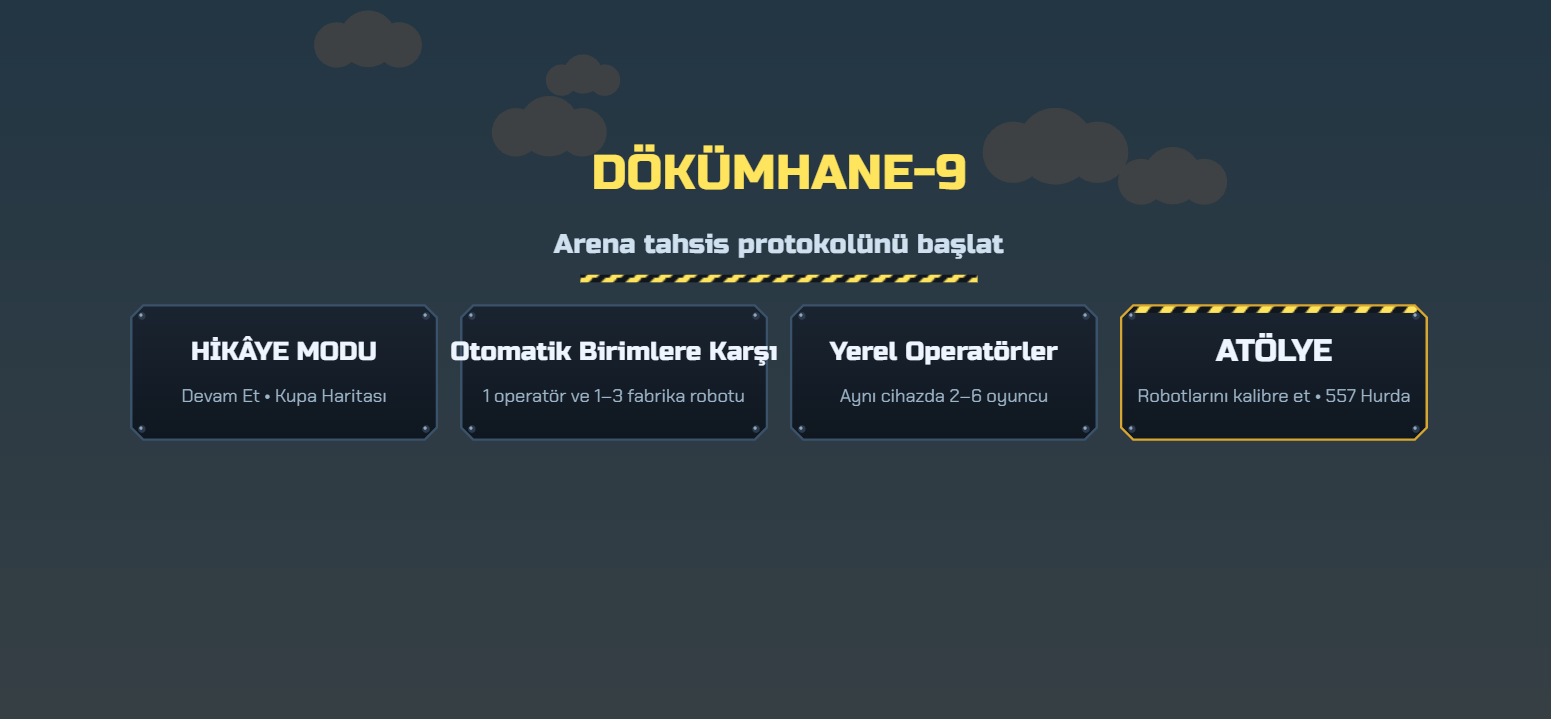 DÖKÜMHANE-9
Arena tahsis protokolünü başlat
HİKÂYE MODU
Devam Et • Kupa Haritası
Otomatik Birimlere Karşı
1 operatör ve 1–3 fabrika robotu
Yerel Operatörler
Aynı cihazda 2–6 oyuncu
ATÖLYE
Robotlarını kalibre et • 557 Hurda